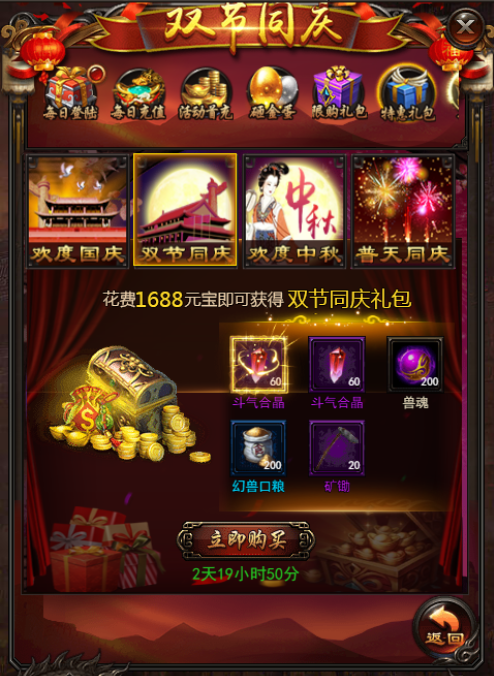 双节同庆
每日登陆 每日充值 活动首充 砸金蛋 限购礼包 特惠礼包
中秋
欢度国庆 双节同庆 欢度中秋 普天同庆
花费1688元宝即可获得 双节同庆礼包
60 60 200
斗气合晶 斗气合晶 兽魂
200 20
幻兽口粮 矿锄
立即购买
2天19小时50分
返回